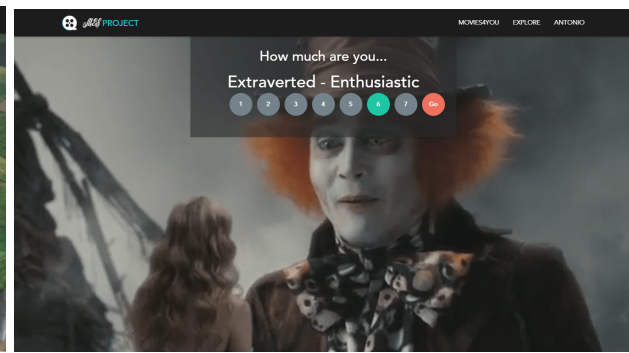 PROJECT
MOVIES4YOU EXPLORE ANTONIO
How much are you...
Extraverted - Enthusiastic
1 2 3 4 5 6 7 Go